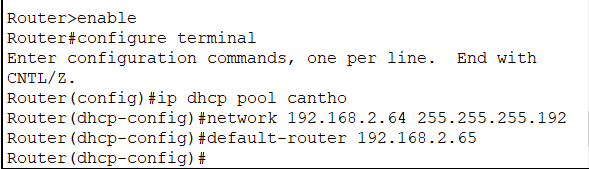 Router>enable
Router#configure terminal
Enter configuration commands, one per line.  End with
CNTL/Z.
Router(config)#ip dhcp pool cantho
Router(dhcp-config)#network 192.168.2.64 255.255.255.192
Router(dhcp-config)#default-router 192.168.2.65
Router(dhcp-config)#